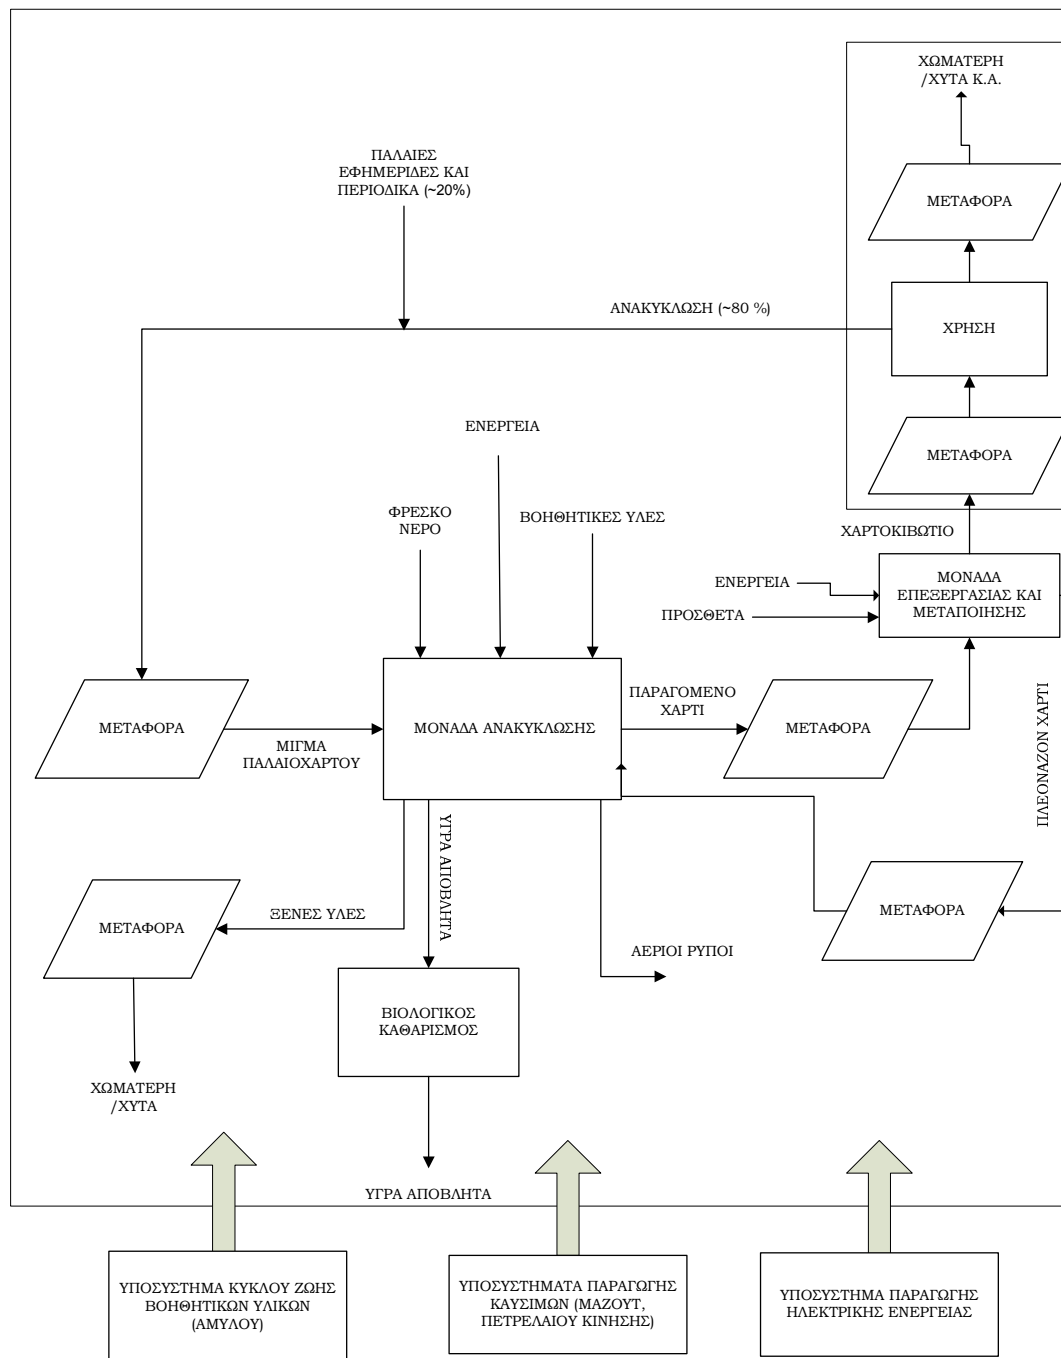 ΧΩΜΑΤΕΡΗ
/ΧΥΤΑ Κ.Α.
ΠΑΛΑΙΕΣ
ΕΦΗΜΕΡΙΔΕΣ ΚΑΙ
ΠΕΡΙΟΔΙΚΑ (~20%)
ΜΕΤΑΦΟΡΑ
ΑΝΑΚΥΚΛΩΣΗ (~80 %)
ΧΡΗΣΗ
ΕΝΕΡΓΕΙΑ
ΜΕΤΑΦΟΡΑ
ΦΡΕΣΚΟ
ΝΕΡΟ
ΒΟΗΘΗΤΙΚΕΣ ΥΛΕΣ
ΧΑΡΤΟΚΙΒΩΤΙΟ
ΕΝΕΡΓΕΙΑ
ΠΡΟΣΘΕΤΑ
ΜΟΝΑΔΑ
ΕΠΕΞΕΡΓΑΣΙΑΣ ΚΑΙ
ΜΕΤΑΠΟΙΗΣΗΣ
ΜΕΤΑΦΟΡΑ
ΜΙΓΜΑ
ΠΑΛΑΙΟΧΑΡΤΟΥ
ΜΟΝΑΔΑ ΑΝΑΚΥΚΛΩΣΗΣ
ΠΑΡΑΓΟΜΕΝΟ
ΧΑΡΤΙ
ΜΕΤΑΦΟΡΑ
ΠΛΕΟΝΑΖΟΝ ΧΑΡΤΙ
ΥΓΡΑ ΑΠΟΒΛΗΤΑ
ΜΕΤΑΦΟΡΑ
ΞΕΝΕΣ ΥΛΕΣ
ΜΕΤΑΦΟΡΑ
ΑΕΡΙΟΙ ΡΥΠΟΙ
ΒΙΟΛΟΓΙΚΟΣ
ΚΑΘΑΡΙΣΜΟΣ
ΧΩΜΑΤΕΡΗ
/ΧΥΤΑ
ΥΓΡΑ ΑΠΟΒΛΗΤΑ
ΥΠΟΣΥΣΤΗΜΑ ΚΥΚΛΟΥ ΖΩΗΣ
ΒΟΗΘΗΤΙΚΩΝ ΥΛΙΚΩΝ
(ΑΜΥΛΟΥ)
ΥΠΟΣΥΣΤΗΜΑΤΑ ΠΑΡΑΓΩΓΗΣ
ΚΑΥΣΙΜΩΝ (ΜΑΖΟΥΤ,
ΠΕΤΡΕΛΑΙΟΥ ΚΙΝΗΣΗΣ)
ΥΠΟΣΥΣΤΗΜΑ ΠΑΡΑΓΩΓΗΣ
ΗΛΕΚΤΡΙΚΗΣ ΕΝΕΡΓΕΙΑΣ